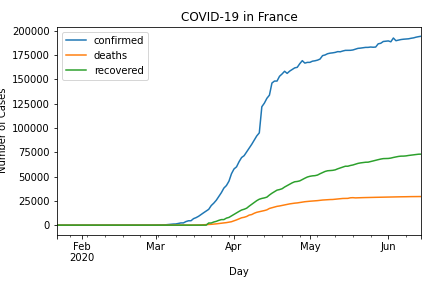 COVID-19 in France
200000
175000
150000
125000
100000
75000
50000
25000
0
Number of Cases
confirmed
deaths
recovered
Feb
2020
Mar
Apr
May
Jun
Day